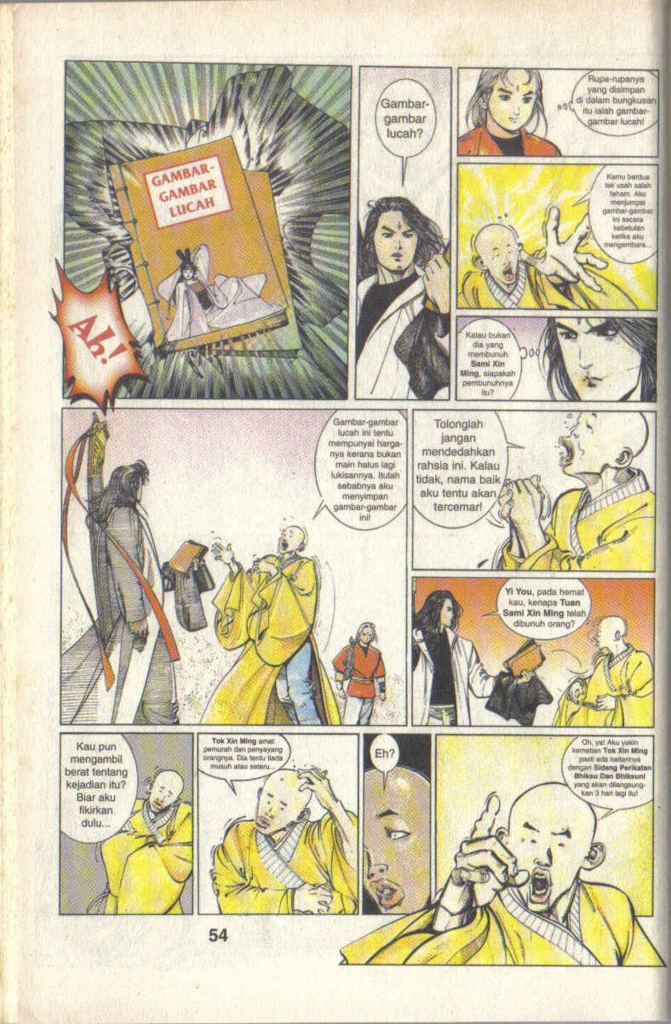 GAMBAR-
GAMBAR
LUCAH
Ah!
Gambar-
gambar
lucah?
Rupa-rupanya
yang disimpan
di dalam bungkusan
itu ialah gambar-
gambar lucah!
Kamu berdua
tak usah salah
faham. Aku
menjumpai
gambar-gambar
ini secara
kebetulan
ketika aku
mengembara...
Kalau bukan
dia yang
membunuh
Sami Xin
Ming, siapakah
pembunuhnya
itu?
Gambar-gambar
lucah ini tentu
mempunyai harga-
nya kerana bukan
main halus lagi
lukisannya. Itulah
sebabnya aku
menyimpan
gambar-gambar
ini!
Tolonglah
jangan
mendedahkan
rahsia ini. Kalau
tidak, nama baik
aku tentu akan
tercemar!
Yi You, pada hemat
kau, kenapa Tuan
Sami Xin Ming telah
dibunuh orang?
Kau pun
mengambil
berat tentang
kejadian itu?
Biar aku
fikirkan
dulu...
Tok Xin Ming amat
pemurah dan penyayang
orangnya. Dia tentu tiada
musuh atau seteru...
Eh?
Oh, ya! Aku yakin
kematian Tok Xin Ming
pasti ada kaitannya
dengan Sidang Perikatan
Bhiksu Dan Bhiksuni
yang akan dilangsung-
kan 3 hari lagi itu!
54